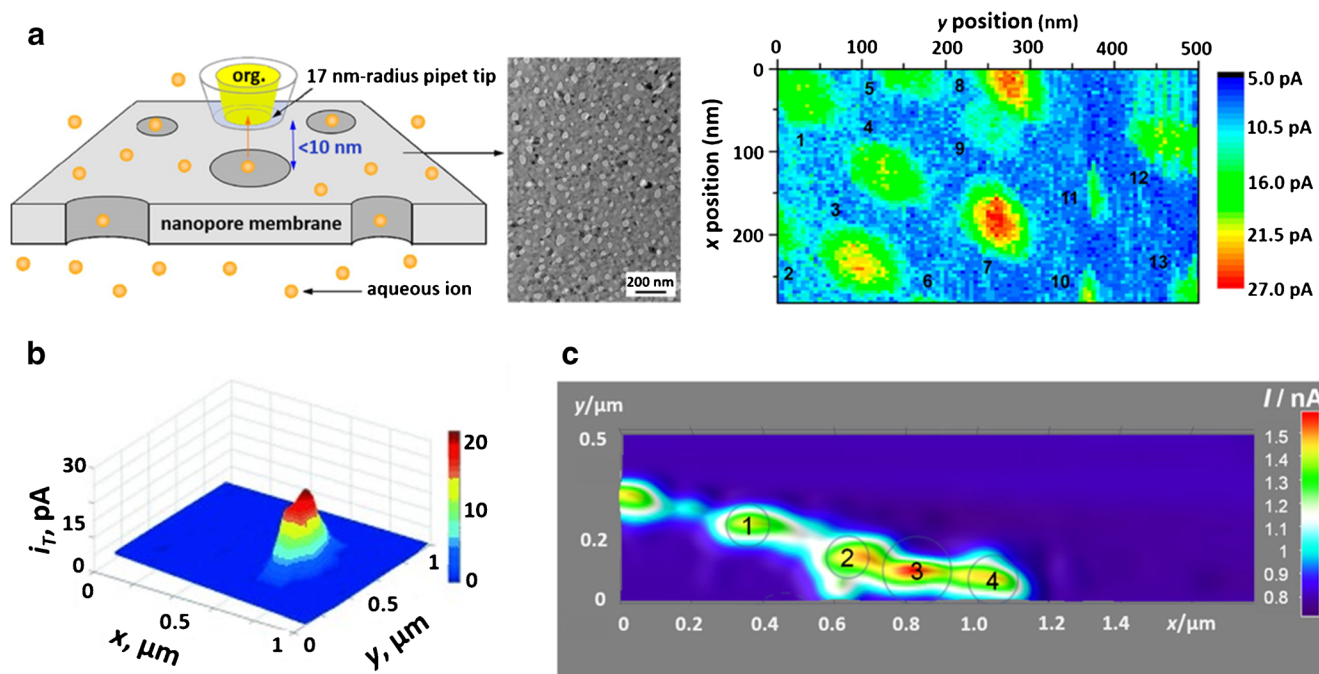 a
org.
17 nm-radius pipet tip
<10 nm
nanopore membrane
aqueous ion
200 nm
y position (nm)
0 100 200 300 400 500
x position (nm)
0
100
200
1
2
3
4
5
6
7
8
9
10
11
12
13
5.0 pA
10.5 pA
16.0 pA
21.5 pA
27.0 pA
b
iT, pA
30
15
0
0
0.5
1
x, μm
0
0.5
1
y, μm
20
10
0
c
y/μm
0.5
0.2
0
1
2
3
4
0 0.2 0.4 0.6 0.8 1.0 1.2 1.4 x/μm
I / nA
1.5
1.4
1.3
1.2
1.1
1
0.9
0.8